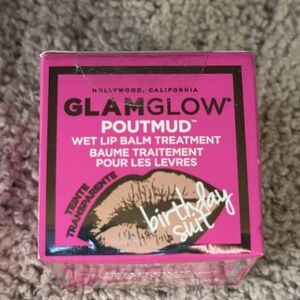 HOLLYWOOD, CALIFORNIA
GLAMGLOW®
POUTMUD™
WET LIP BALM TREATMENT
BAUME TRAITEMENT
POUR LES LEVRES
TEINTE
TRANSPARENTE
birthday
suit